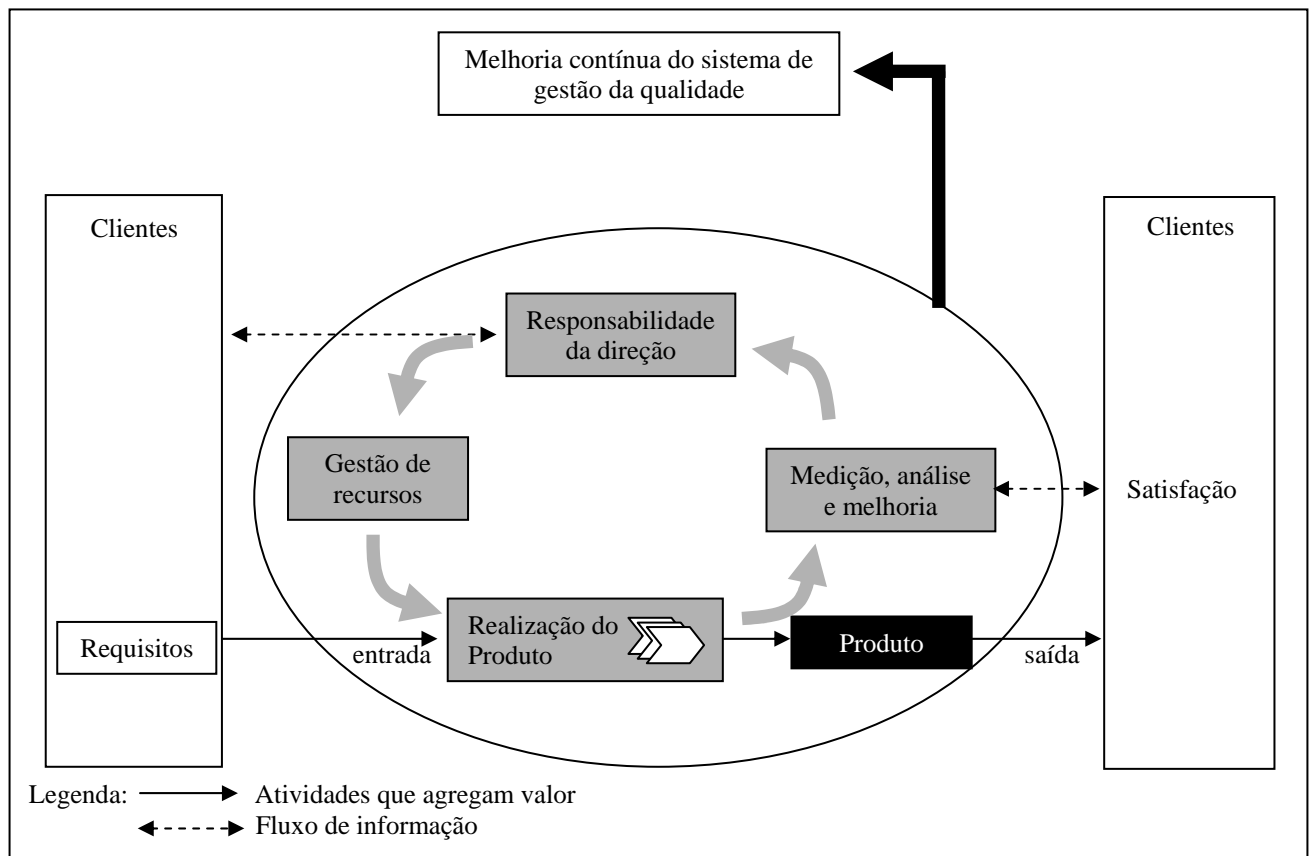 Melhoria contínua do sistema de
gestão da qualidade
Clientes
Clientes
Responsabilidade
da direção
Gestão de
recursos
Medição, análise
e melhoria
Satisfação
Requisitos
entrada
Realização do
Produto
Produto
saída
Legenda:
Atividades que agregam valor
Fluxo de informação